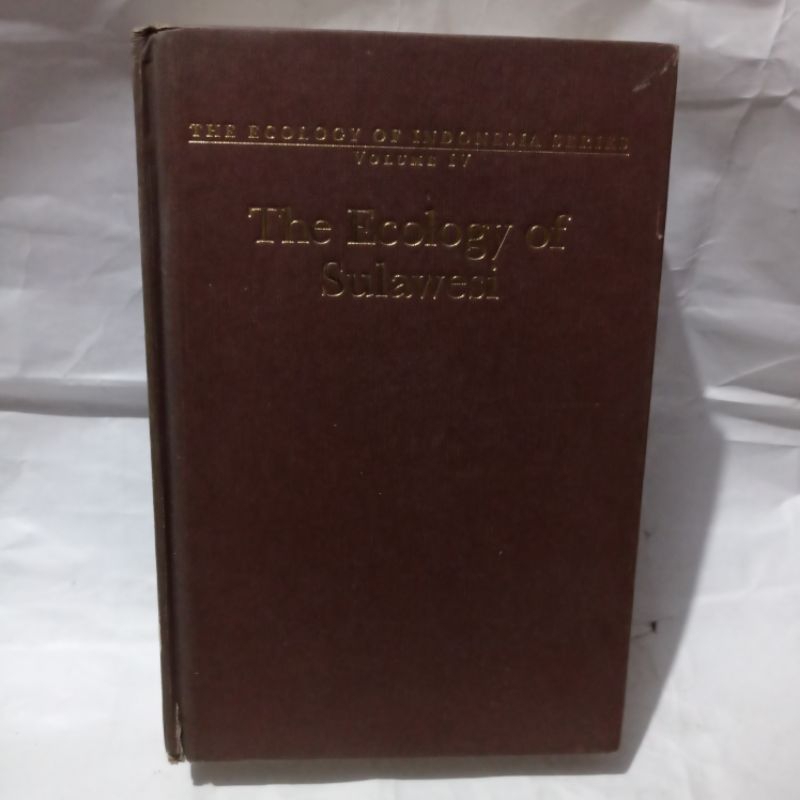 THE ECOLOGY OF INDONESIA SERIES
VOLUME IV
The Ecology of
Sulawesi